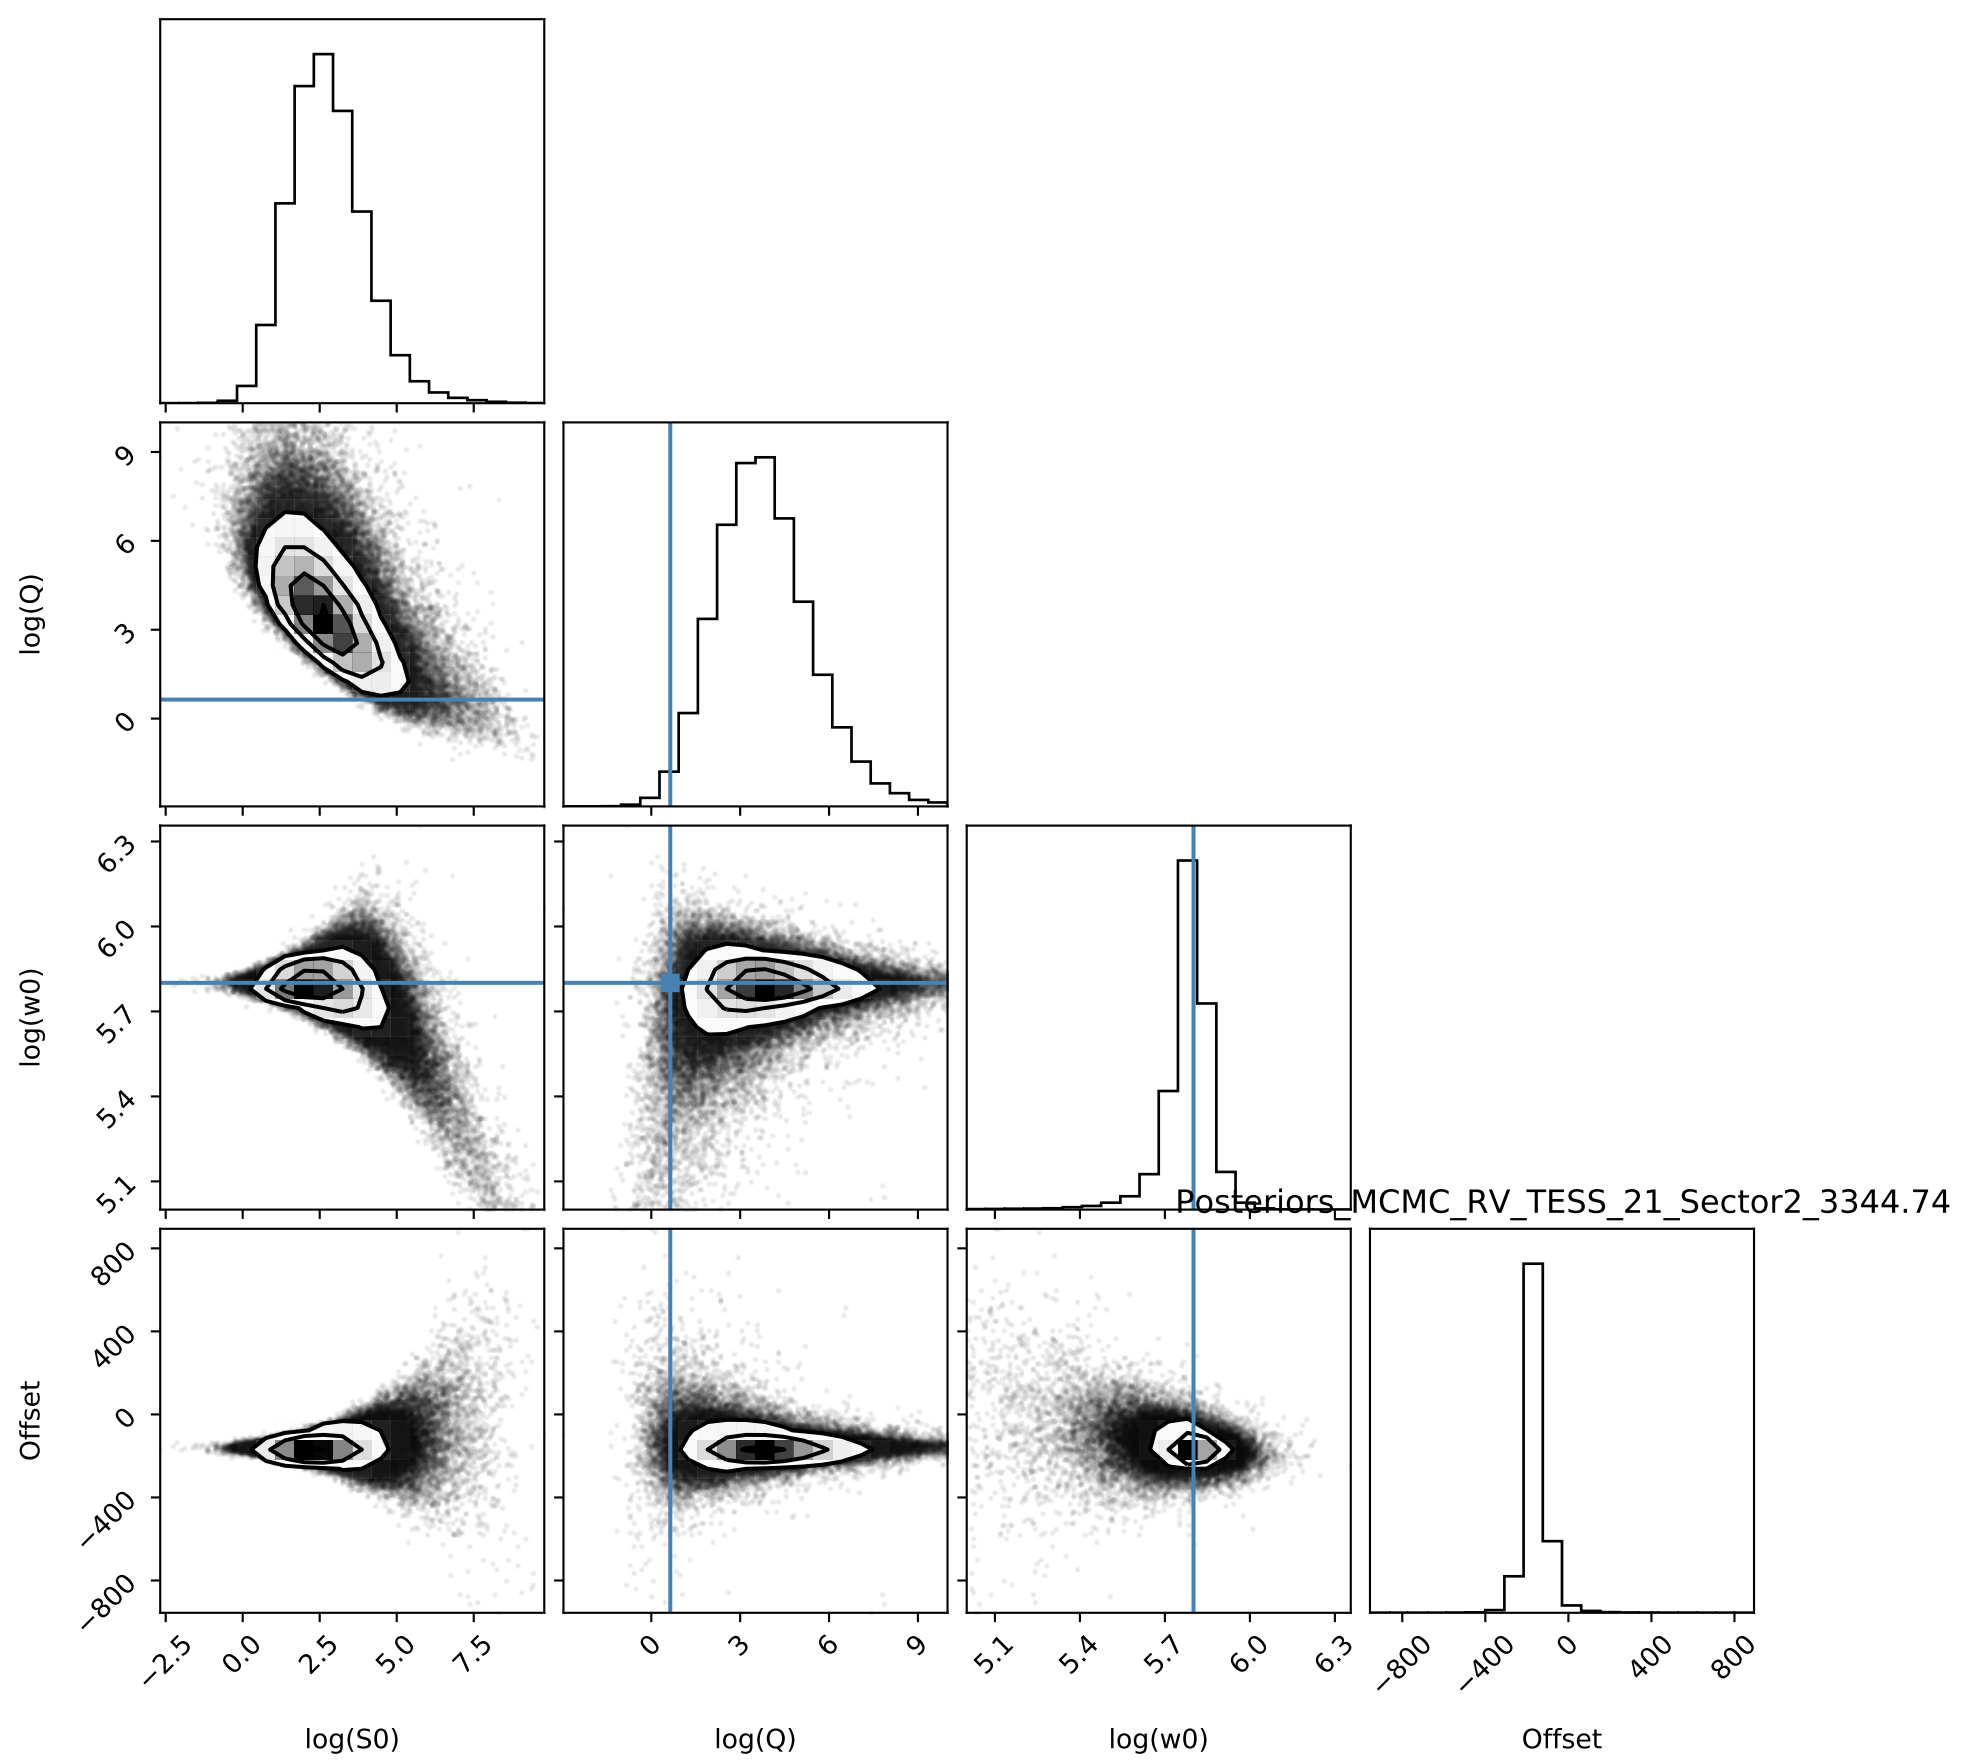 9
6
3
0
log(Q)
6.3
6.0
5.7
5.4
5.1
log(w0)
Posteriors_MCMC_RV_TESS_21_Sector2_3344.74
800
400
0
−400
−800
Offset
−2.5 0.0 2.5 5.0 7.5
0 3 6 9
5.1 5.4 5.7 6.0 6.3
−800 −400 0 400 800
log(S0)
log(Q)
log(w0)
Offset